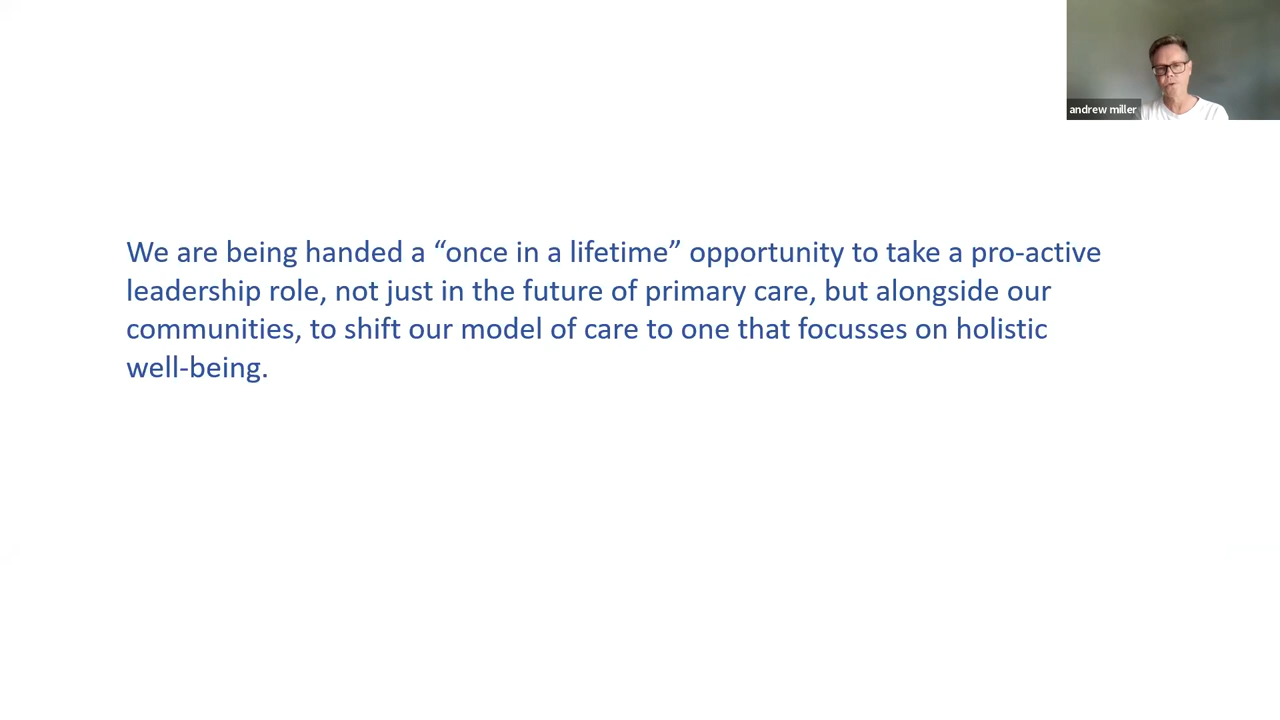 andrew miller
We are being handed a “once in a lifetime” opportunity to take a pro-active
leadership role, not just in the future of primary care, but alongside our
communities, to shift our model of care to one that focusses on holistic
well-being.